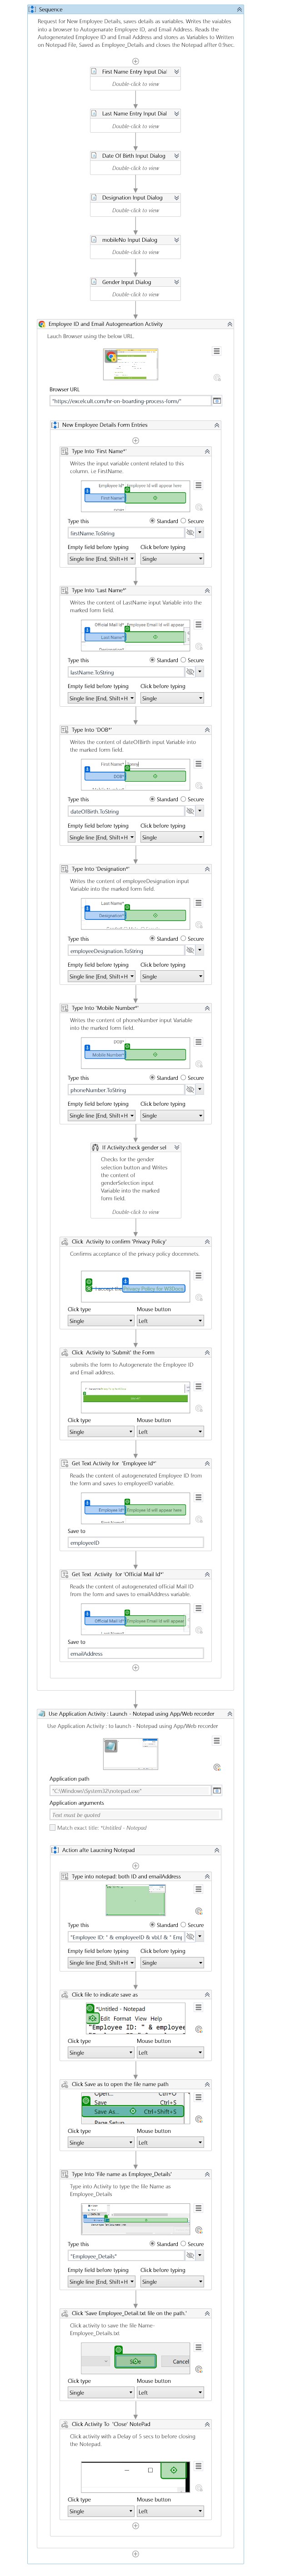 Sequence
Request for New Employee Details, saves details as variables. Writes the vaiables
into a browser to Autogenarate Employee ID, and Email Address. Reads the
Autogenerated Employee ID and Email Address and stores as Variables to Written
on Notepad File, Saved as Employee_Details and closes the Notepad aftter
First Name Entry Input Dial
Double-click to view
Last Name Entry Input Dial
Double-click to view
Date Of Birth Input Dialog
Double-click to view
Designation Input Dialog
Double-click to view
mobileNo Input Dialog
Double-click to view
Gender Input Dialog
Double-click to view
Employee ID and Email Autogenearttion Activity
Lauch Browser using the below URL.
Browser URL
"https://excelcult.com/hr-on-boarding-process-form/"
New Employee Details Form Entries
Type Into 'First Name*'
Writes the input variable content related to this
column. i.e FirstName.
Employee Id* Employee Id will appear here
First Name*
Type this Standard Secure
firstName.ToString
Empty field before typing Click before typing
Single line [End, Shift+H Single
Type Into 'Last Name*'
Writes the content of LastName input Variable into the
marked form field.
Official Mail Id* Employee Email Id will appear
Last Name*
Designation*
Type this Standard Secure
lastName.ToString
Empty field before typing Click before typing
Single line [End, Shift+H Single
Type Into 'DOB*'
Writes the content of dateOfBirth input Variable into
the marked form field.
First Name*
DOB*
Type this Standard Secure
dateOfBirth.ToString
Empty field before typing Click before typing
Single line [End, Shift+H Single
Type Into 'Designation*'
Writes the content of employeeDesignation input
Variable into the marked form field.
Last Name*
Designation*
Type this Standard Secure
employeeDesignation.ToString
Empty field before typing Click before typing
Single line [End, Shift+H Single
Type Into 'Mobile Number*'
Writes the content of phoneNumber input Variable
into the marked form field.
DOB*
Mobile Number*
Type this Standard Secure
phoneNumber.ToString
Empty field before typing Click before typing
Single line [End, Shift+H Single
If Activity:check gender sel
Checks for the gender
selection button and Writes
the content of
genderSelection input
Variable into the marked
form field.
Double-click to view
Click Activity to confirm 'Privacy Policy'
Confirms acceptance of the privacy policy docemnets.
Click type Mouse button
Single Left
Click Activity to 'Submit' the Form
submits the form to Autogenerate the Employee ID
and Email-address.
Click type Mouse button
Single Left
Get Text Activity for 'Employee Id*'
Reads the content of autogenerated Employee ID from
the form and saves to employeeID variable.
Employee Id* Employee Id will appear here
Save to
employeeID
Get Text Activity for 'Official Mail Id*'
Reads the content of autogenerated official Mail ID
from the form and saves to emailAddress variable.
Official Mail Id* Employee Email Id will appear
Save to
emailAddress
Use Application Activity : Launch - Notepad using App/Web recorder
Use Application Activity : to launch - Notepad using App/Web recorder
Application path
"C:\Windows\System32\notepad.exe"
Application arguments
Text must be quoted
Match exact title: *Untitled - Notepad
Action afte Laucning Notepad
Type into notepad: both ID and emailAddress
Type this Standard Secure
"Employee ID: " & employeeID & vbLf & " Emp
Empty field before typing Click before typing
Single line [End, Shift+H Single
Click file to indicate save as
*Untitled - Notepad
Edit Format View Help
"Employee ID: " & employee
Click type Mouse button
Single Left
Click Save as to open the file name path
Open... Ctrl+O
Save Ctrl+S
Save As... Ctrl+Shift+S
Page Setup
Click type Mouse button
Single Left
Type Into 'File name as Employee_Details'
Type into Activity to type the file Name as
Employee_Details
Type this Standard Secure
"Employee_Details"
Empty field before typing Click before typing
Single line [End, Shift+H Single
Click 'Save Employee_Detail.txt file on the path.'
Click activity to save the file Name-
Employee_Details.txt
Save Cancel
Click type Mouse button
Single Left
Click Activity To 'Close' NotePad
Click activity with a Delay of 5 secs to before closing
the Notepad.
Click type Mouse button
Single Left